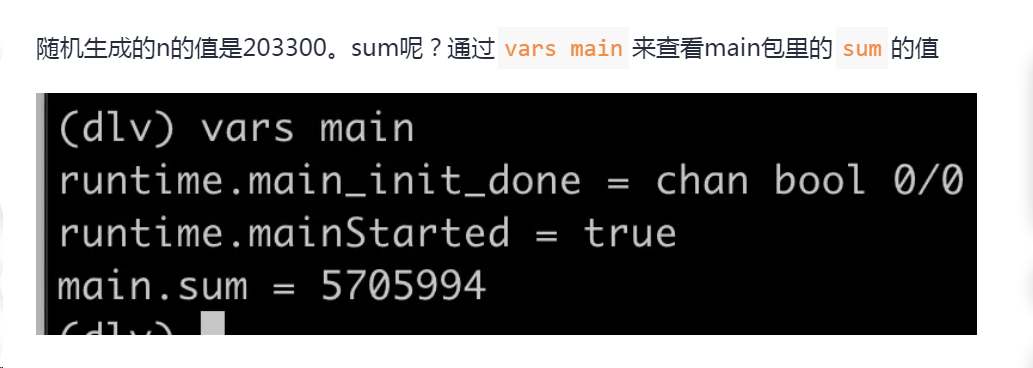 随机生成的n的值是203300。sum呢？通过 vars main 来查看main包里的 sum 的值
(dlv) vars main
runtime.main_init_done = chan bool 0/0
runtime.mainStarted = true
main.sum = 5705994
(dlv)